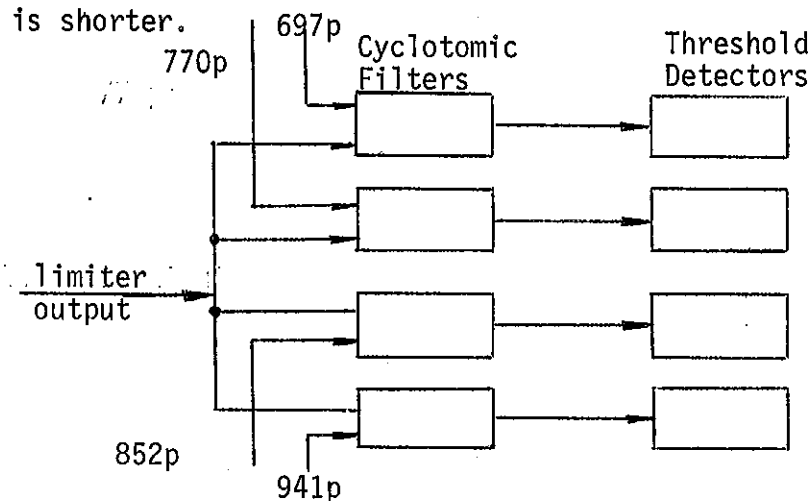 is shorter.
697p
770p
Cyclotomic
Filters
Threshold
Detectors
limiter
output
852p
941p